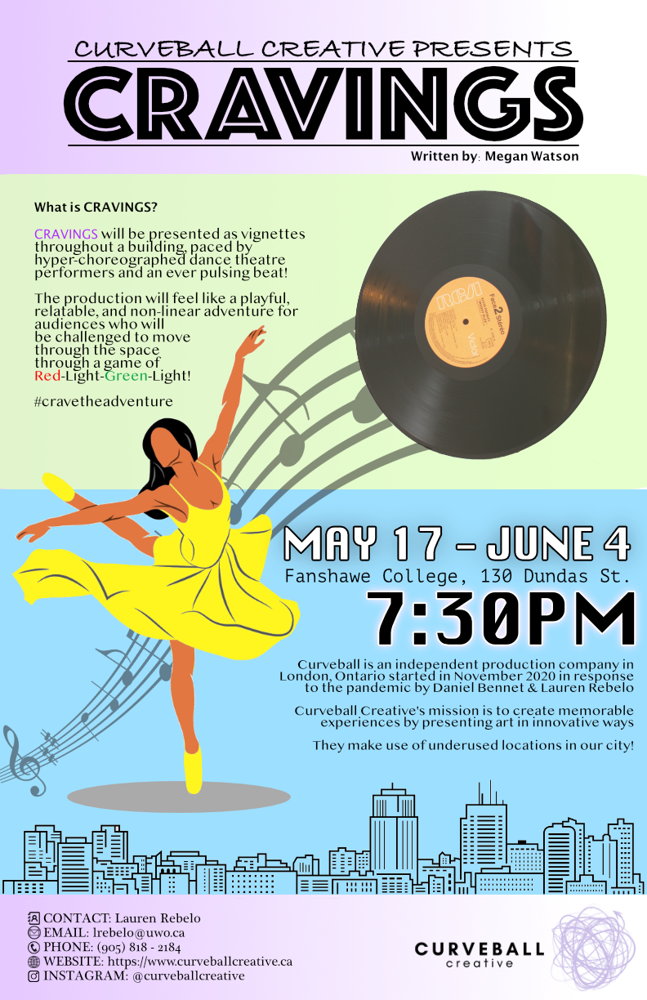 CURVEBALL CREATIVE PRESENTS
CRAVINGS
Written by: Megan Watson
What is CRAVINGS?
CRAVINGS will be presented as vignettes
throughout a building, paced by
hyper-choreographed dance theatre
performers and an ever pulsing beat!
The production will feel like a playful,
relatable, and non-linear adventure for
audiences who will
be challenged to move
through the space
through a game of
Red-Light-Green-Light!
#cravetheadventure
RCA
Face 2 Stéréo
Victor
MAY 17 – JUNE 4
Fanshawe College, 130 Dundas St.
7:30PM
Curveball is an independent production company in
London, Ontario started in November 2020 in response
to the pandemic by Daniel Bennet & Lauren Rebelo
Curveball Creative's mission is to create memorable
experiences by presenting art in innovative ways
They make use of underused locations in our city!
CONTACT: Lauren Rebelo
EMAIL: lrebelo@uwo.ca
PHONE: (905) 818 - 2184
WEBSITE: https://www.curveballcreative.ca
INSTAGRAM: @curveballcreative
CURVEBALL
creative